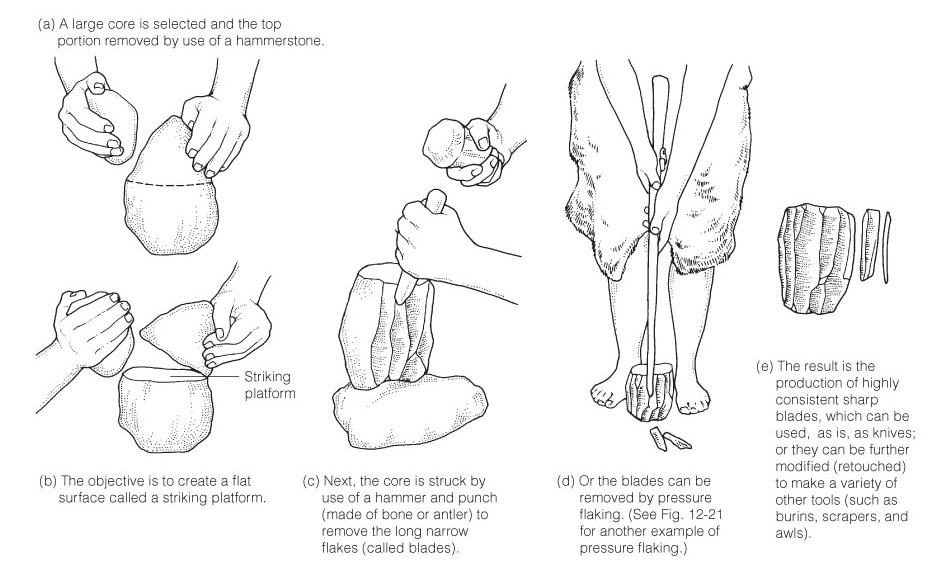 (a) A large core is selected and the top
portion removed by use of a hammerstone.
Striking
platform
(b) The objective is to create a flat
surface called a striking platform.
(c) Next, the core is struck by
use of a hammer and punch
(made of bone or antler) to
remove the long narrow
flakes (called blades).
(d) Or the blades can be
removed by pressure
flaking. (See Fig. 12-21
for another example of
pressure flaking.)
(e) The result is the
production of highly
consistent sharp
blades, which can be
used, as is, as knives;
or they can be further
modified (retouched)
to make a variety of
other tools (such as
burins, scrapers, and
awls).